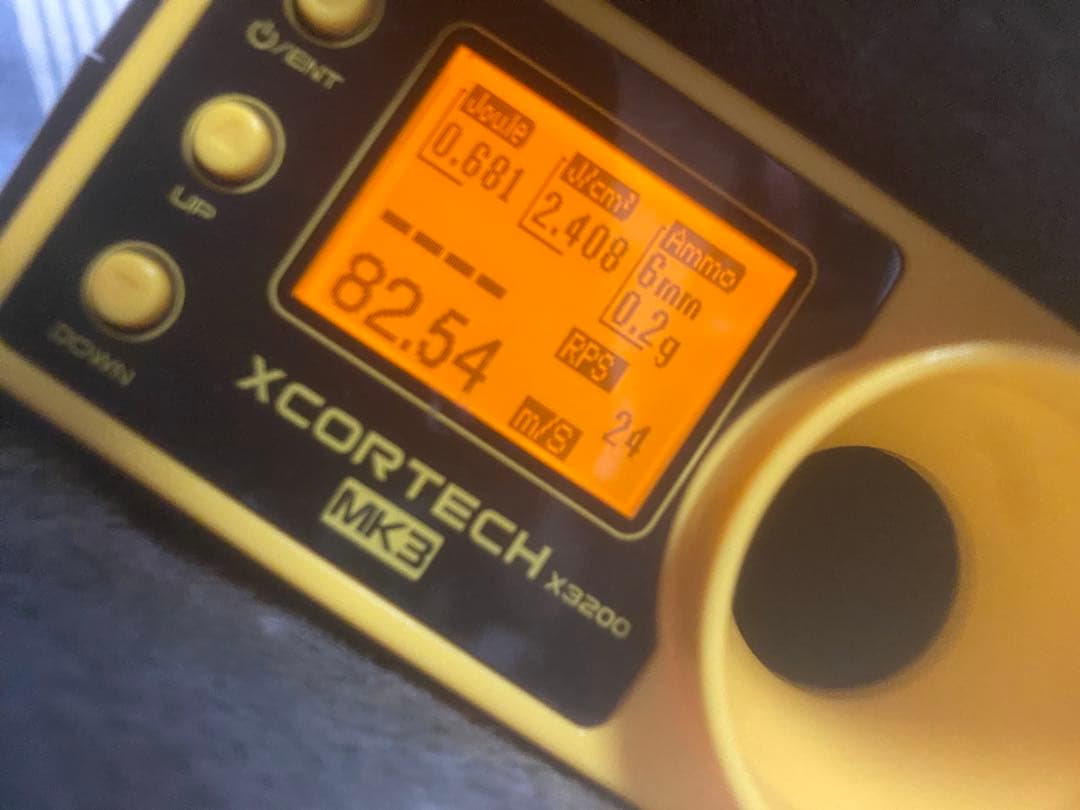 ⏻/ENT
UP
DOWN
Joule
0.681
J/cm²
2.408
Ammo
6mm
0.2g
----
82.54
m/S
RPS
24
XCORTECH
MK3
X3200